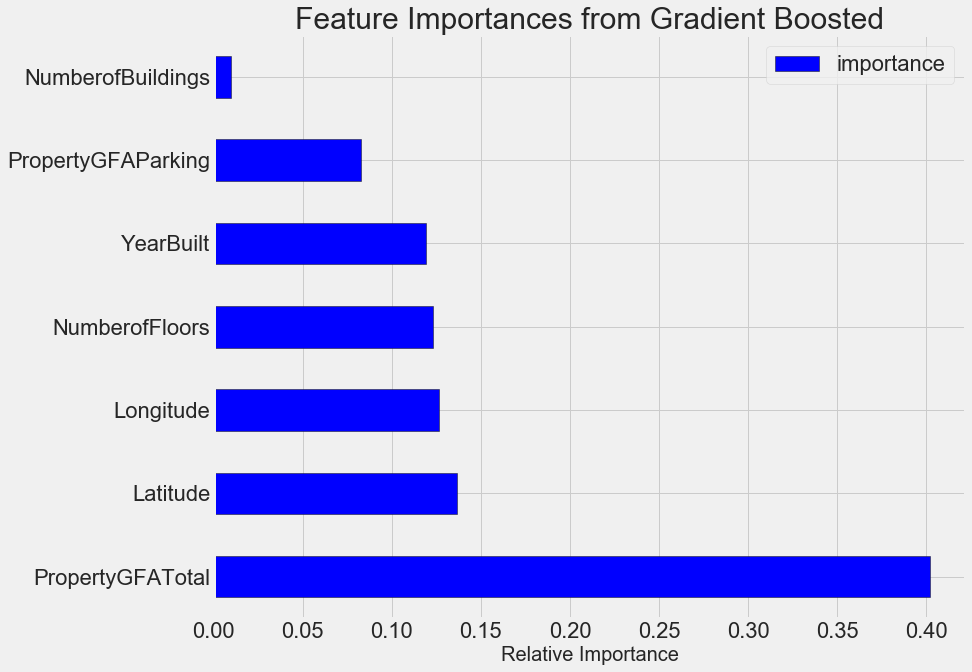 Feature Importances from Gradient Boosted
importance
NumberofBuildings
PropertyGFAParking
YearBuilt
NumberofFloors
Longitude
Latitude
PropertyGFATotal
0.00 0.05 0.10 0.15 0.20 0.25 0.30 0.35 0.40
Relative Importance